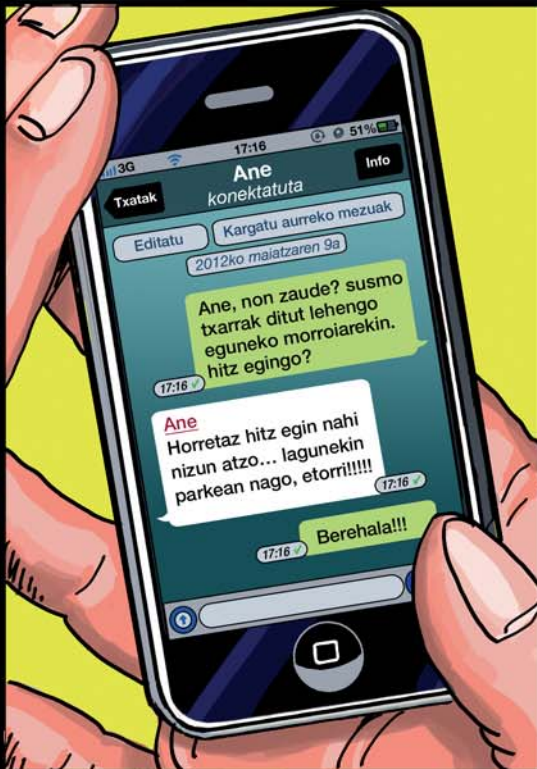 3G 17:16 51%
Txatak Ane Info
konektatuta
Editatu Kargatu aurreko mezuak
2012ko maiatzaren 9a
Ane, non zaude? susmo
txarrak ditut lehengo
eguneko morroiarekin.
hitz egingo?
17:16 ✓
Ane
Horretaz hitz egin nahi
nizun atzo... lagunekin
parkean nago, etorri!!!!!
17:16 ✓
Berehala!!!
17:16 ✓